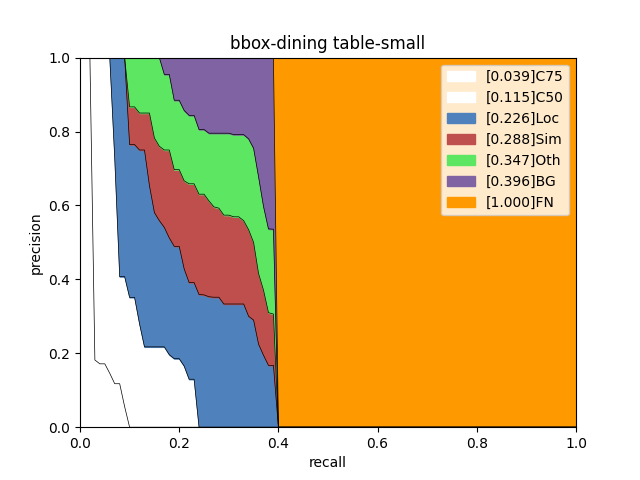 bbox-dining table-small
precision
1.0
0.8
0.6
0.4
0.2
0.0
[0.039]C75
[0.115]C50
[0.226]Loc
[0.288]Sim
[0.347]Oth
[0.396]BG
[1.000]FN
0.0 0.2 0.4 0.6 0.8 1.0
recall